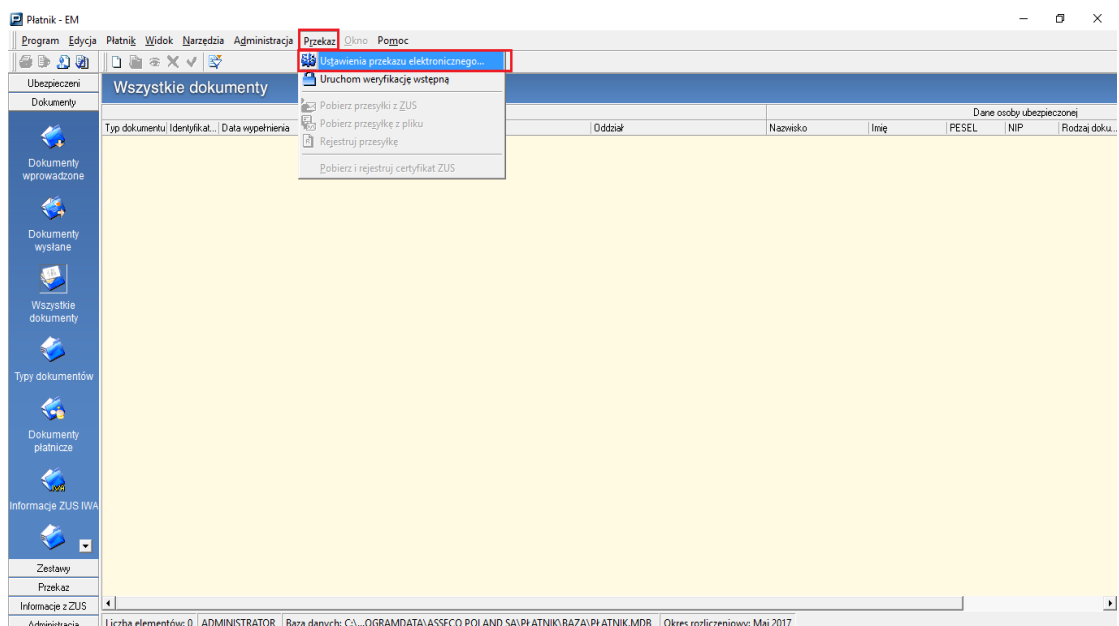 Płatnik - EM
Program Edycja Płatnik Widok Narzędzia Administracja Przekaz Okno Pomoc
Ustawienia przekazu elektronicznego...
Uruchom weryfikację wstępną
Pobierz przesyłki z ZUS
Pobierz przesyłkę z pliku
Rejestruj przesyłkę
Pobierz i rejestruj certyfikat ZUS
Ubezpieczeni
Dokumenty
Wszystkie dokumenty
Dane osoby ubezpieczonej
Typ dokumentu Identyfikat... Data wypełnienia Oddział Nazwisko Imię PESEL NIP Rodzaj doku...
Dokumenty
wprowadzone
Dokumenty
wysłane
Wszystkie
dokumenty
Typy dokumentów
Dokumenty
płatnicze
Informacje ZUS IWA
Zestawy
Przekaz
Informacje z ZUS
Administracja
Liczba elementów: 0 ADMINISTRATOR Baza danych: C:\...OGRAMDATA\ASSECO POLAND SA\PŁATNIK\BAZA\PŁATNIK.MDB Okres rozliczeniowy: Maj 2017